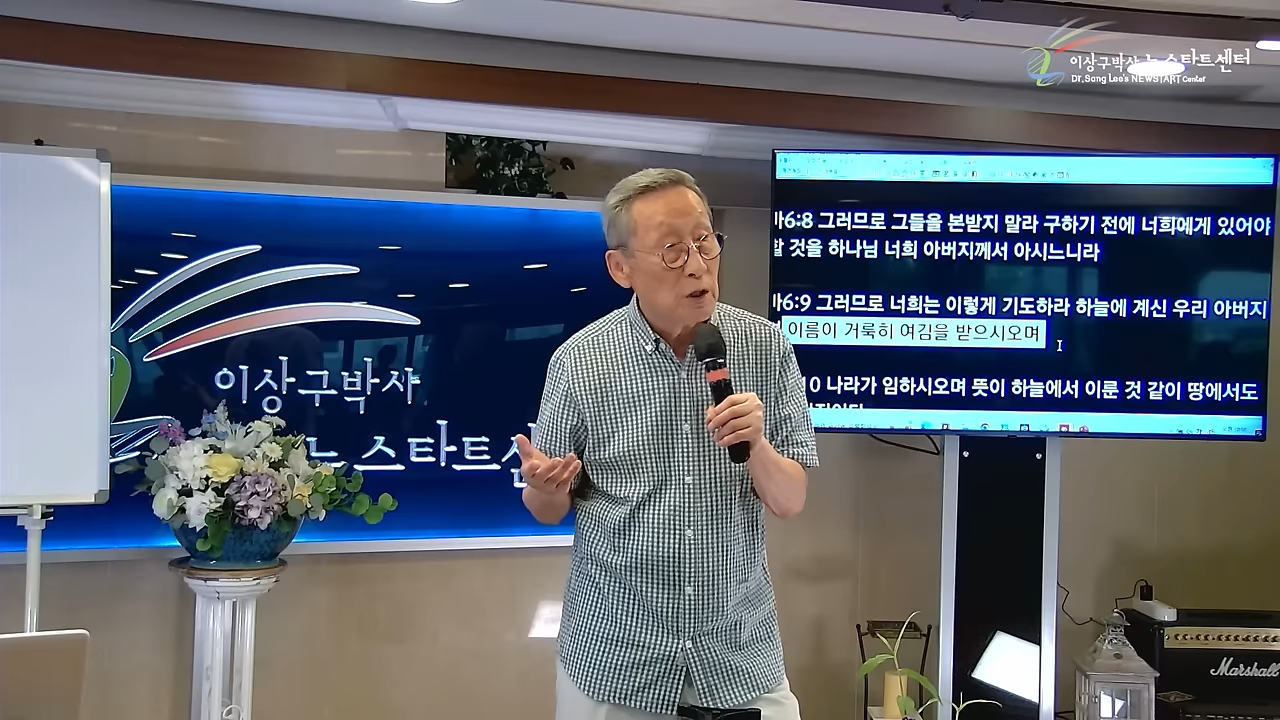 이상구박사 뉴스타트센터
Dr. Sang Lee's NEWSTART Center
6:8 그러므로 그들을 본받지 말라 구하기 전에 너희에게 있어야
할 것을 하나님 너희 아버지께서 아시느니라
6:9 그러므로 너희는 이렇게 기도하라 하늘에 계신 우리 아버지
이름이 거룩히 여김을 받으시오며
10 나라가 임하시오며 뜻이 하늘에서 이룬 것 같이 땅에서도
이상구박사
스타트센
Marshall